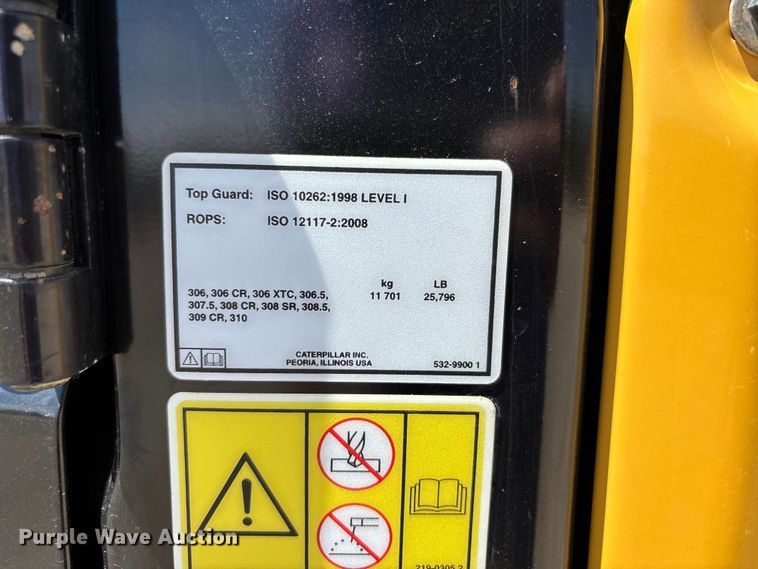 Top Guard: ISO 10262:1998 LEVEL I
ROPS: ISO 12117-2:2008
kg LB
306, 306 CR, 306 XTC, 306.5, 11 701 25,796
307.5, 308 CR, 308 SR, 308.5,
309 CR, 310
CATERPILLAR INC.
PEORIA, ILLINOIS USA 532-9900 1
Purple Wave Auction
219-0305 2